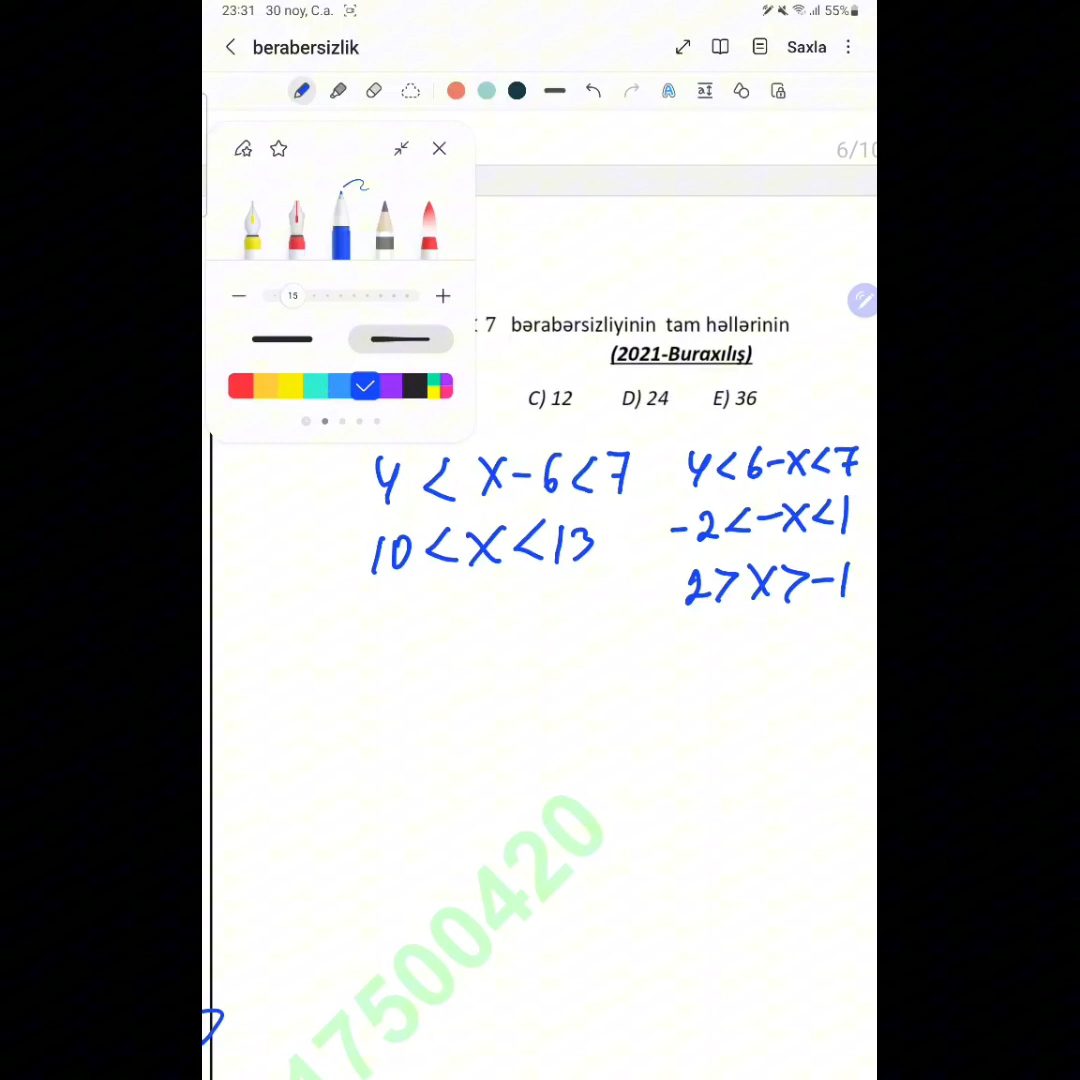 23:31 30 noy, C.a. 55%
berabersizlik Saxla
6/10
15
7 bərabərsizliyinin tam həllərinin
(2021-Buraxılış)
C) 12 D) 24 E) 36
4 < x - 6 < 7
10 < x < 13
4 < 6 - x < 7
-2 < -x < 1
2 > x > -1
17500420